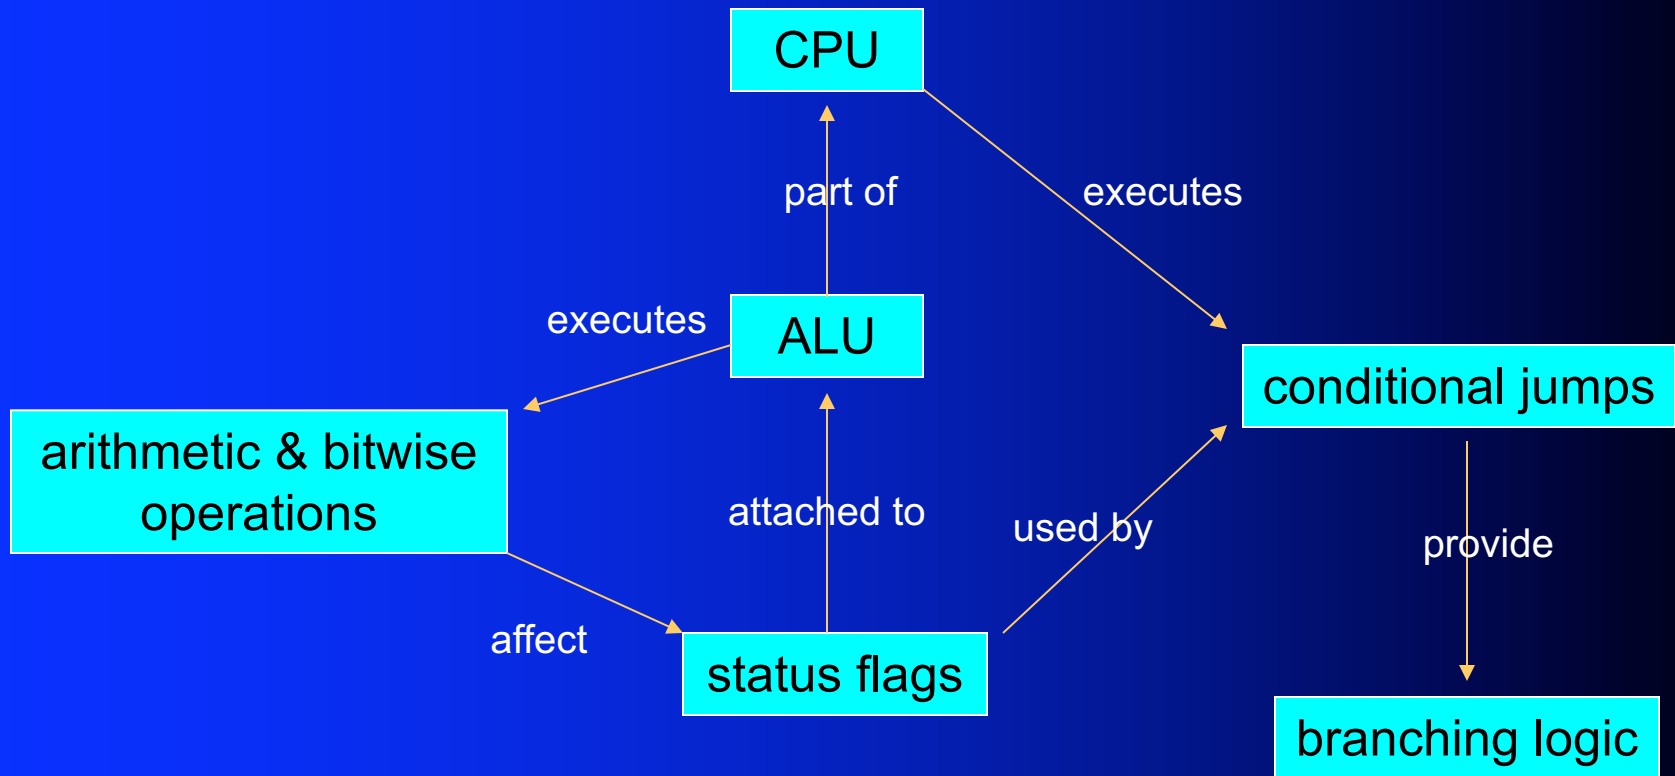 CPU
part of
executes
executes
ALU
conditional jumps
arithmetic & bitwise
operations
attached to
used by
provide
affect
status flags
branching logic